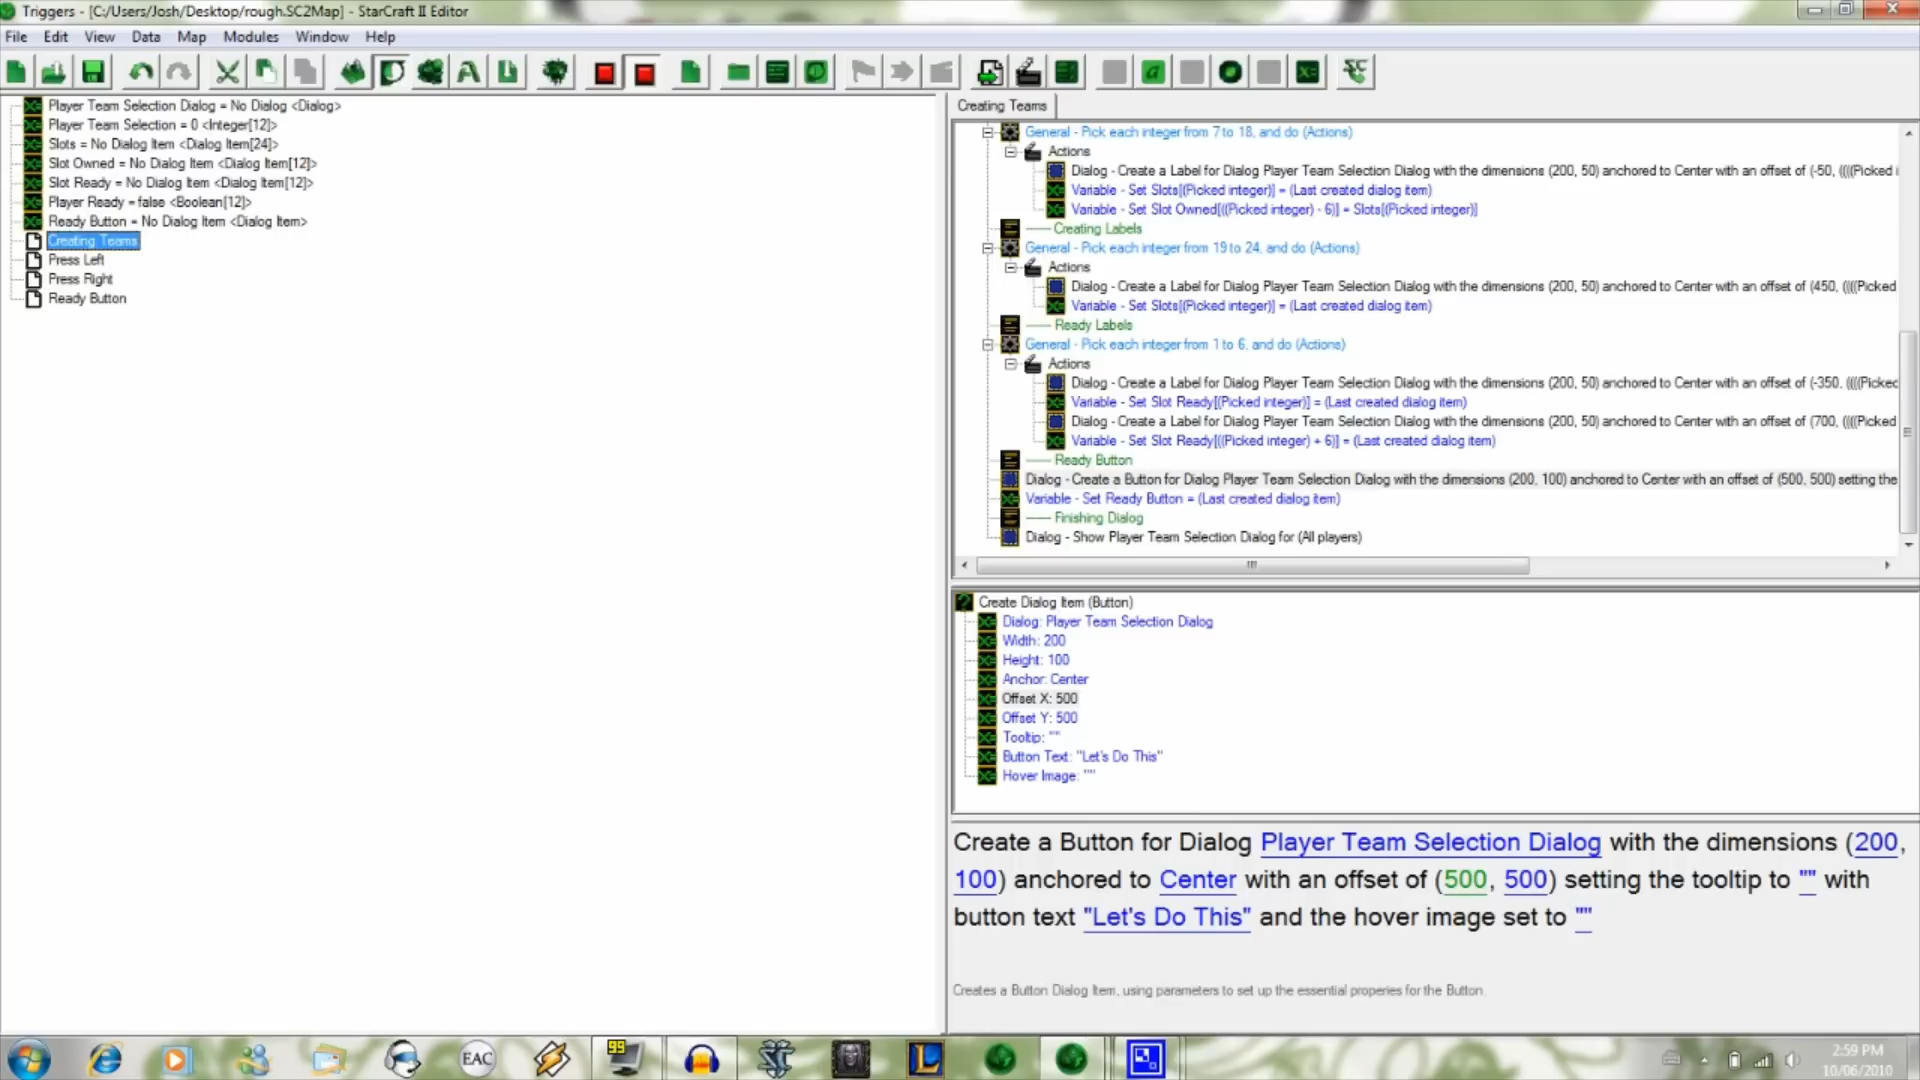 Triggers - [C:/Users/Josh/Desktop/rough.SC2Map] - StarCraft II Editor
File Edit View Data Map Modules Window Help
Player Team Selection Dialog = No Dialog <Dialog>
Player Team Selection = 0 <Integer[12]>
Slots = No Dialog Item <Dialog Item[24]>
Slot Owned = No Dialog Item <Dialog Item[12]>
Slot Ready = No Dialog Item <Dialog Item[12]>
Player Ready = false <Boolean[12]>
Ready Button = No Dialog Item <Dialog Item>
Creating Teams
Press Left
Press Right
Ready Button
Creating Teams
General - Pick each integer from 7 to 18, and do (Actions)
Actions
Dialog - Create a Label for Dialog Player Team Selection Dialog with the dimensions (200, 50) anchored to Center with an offset of (-50, ((((Picked i
Variable - Set Slots[(Picked integer)] = (Last created dialog item)
Variable - Set Slot Owned[((Picked integer) - 6)] = Slots[(Picked integer)]
------- Creating Labels
General - Pick each integer from 19 to 24, and do (Actions)
Actions
Dialog - Create a Label for Dialog Player Team Selection Dialog with the dimensions (200, 50) anchored to Center with an offset of (450, ((((Picked
Variable - Set Slots[(Picked integer)] = (Last created dialog item)
------- Ready Labels
General - Pick each integer from 1 to 6, and do (Actions)
Actions
Dialog - Create a Label for Dialog Player Team Selection Dialog with the dimensions (200, 50) anchored to Center with an offset of (-350, ((((Picked
Variable - Set Slot Ready[(Picked integer)] = (Last created dialog item)
Dialog - Create a Label for Dialog Player Team Selection Dialog with the dimensions (200, 50) anchored to Center with an offset of (700, ((((Picked
Variable - Set Slot Ready[((Picked integer) + 6)] = (Last created dialog item)
------- Ready Button
Dialog - Create a Button for Dialog Player Team Selection Dialog with the dimensions (200, 100) anchored to Center with an offset of (500, 500) setting the
Variable - Set Ready Button = (Last created dialog item)
------- Finishing Dialog
Dialog - Show Player Team Selection Dialog for (All players)
Create Dialog Item (Button)
Dialog: Player Team Selection Dialog
Width: 200
Height: 100
Anchor: Center
Offset X: 500
Offset Y: 500
Tooltip: ""
Button Text: "Let's Do This"
Hover Image: ""
Create a Button for Dialog Player Team Selection Dialog with the dimensions (200,
100) anchored to Center with an offset of (500, 500) setting the tooltip to "" with
button text "Let's Do This" and the hover image set to ""
Creates a Button Dialog Item, using parameters to set up the essential properies for the Button.
EAC
99
L
2:59 PM
10/06/2010